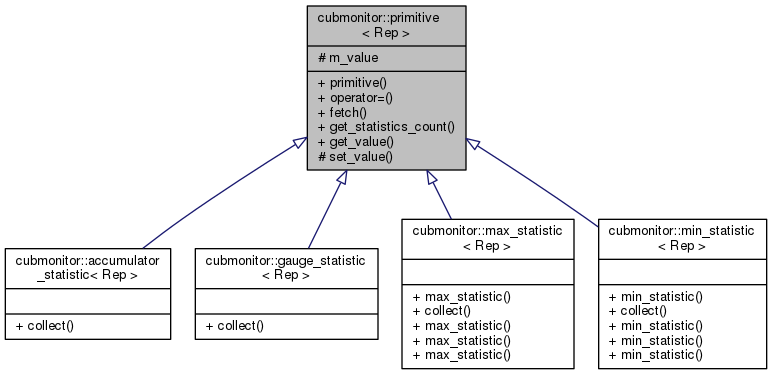 cubmonitor::primitive
< Rep >
# m_value
+ primitive()
+ operator=()
+ fetch()
+ get_statistics_count()
+ get_value()
# set_value()
cubmonitor::accumulator
_statistic< Rep >
+ collect()
cubmonitor::gauge_statistic
< Rep >
+ collect()
cubmonitor::max_statistic
< Rep >
+ max_statistic()
+ collect()
+ max_statistic()
+ max_statistic()
+ max_statistic()
cubmonitor::min_statistic
< Rep >
+ min_statistic()
+ collect()
+ min_statistic()
+ min_statistic()
+ min_statistic()